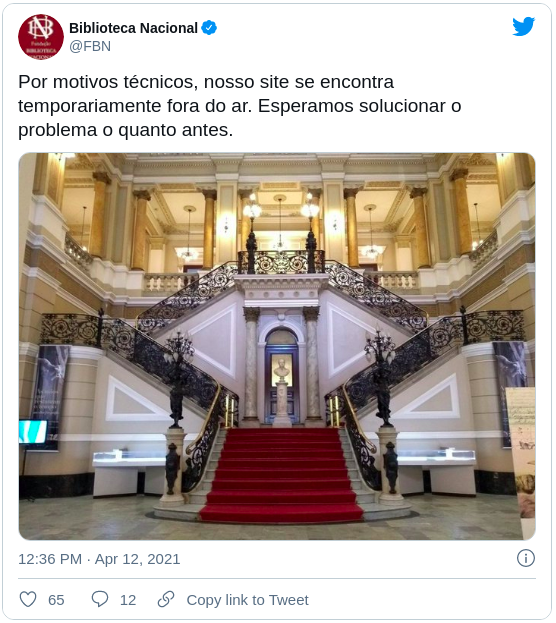 Biblioteca Nacional
@FBN
Por motivos técnicos, nosso site se encontra
temporariamente fora do ar. Esperamos solucionar o
problema o quanto antes.
12:36 PM · Apr 12, 2021
65 12 Copy link to Tweet